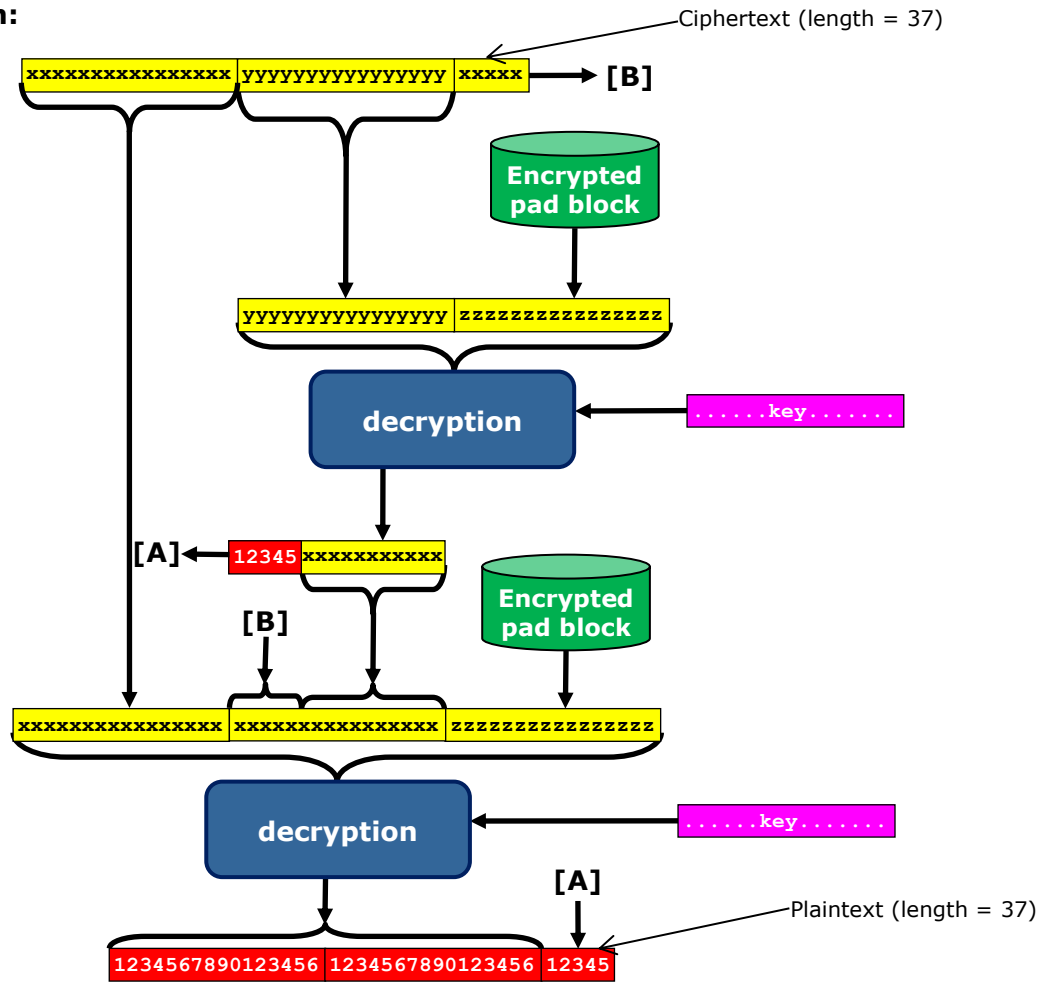 n:
Ciphertext (length = 37)
xxxxxxxxxxxxxxxx yyyyyyyyyyyyyyyy xxxxx [B]
Encrypted
pad block
yyyyyyyyyyyyyyyy zzzzzzzzzzzzzzzz
decryption
......key.......
[A] 12345 xxxxxxxxxxx
Encrypted
pad block
[B]
xxxxxxxxxxxxxxxx xxxxxxxxxxxxxxxx zzzzzzzzzzzzzzzz
decryption
......key.......
[A]
Plaintext (length = 37)
1234567890123456 1234567890123456 12345